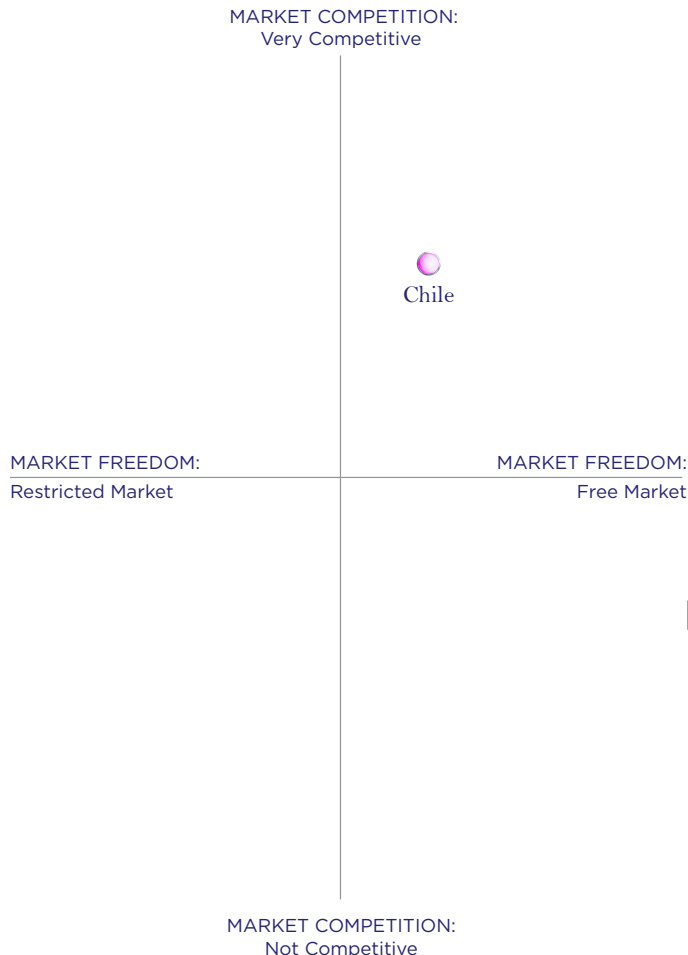 MARKET COMPETITION:
Very Competitive
Chile
MARKET FREEDOM:
Restricted Market
MARKET FREEDOM:
Free Market
MARKET COMPETITION:
Not Competitive